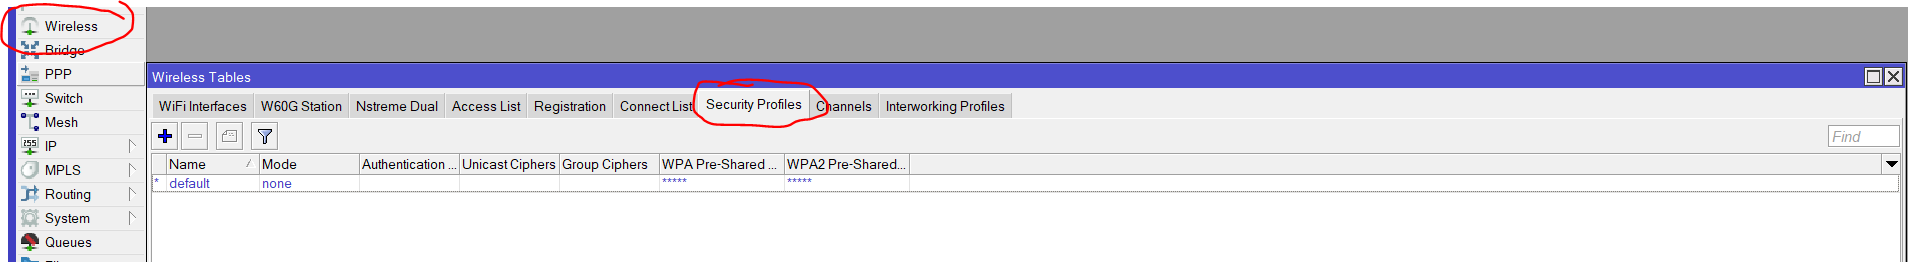 Wireless
Bridge
PPP
Switch
Mesh
IP
MPLS
Routing
System
Queues
Wireless Tables
WiFi Interfaces W60G Station Nstreme Dual Access List Registration Connect List Security Profiles Channels Interworking Profiles
Find
Name Mode Authentication ... Unicast Ciphers Group Ciphers WPA Pre-Shared ... WPA2 Pre-Shared...
* default none ***** *****